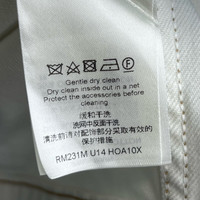 Gentle dry clean
Dry clean inside out in a net
Protect the accessories before
cleaning
缓和干洗
洗网中反面干洗
清洗前请对配饰部分采取有效的
保护措施
RM231M U14 HOA10X